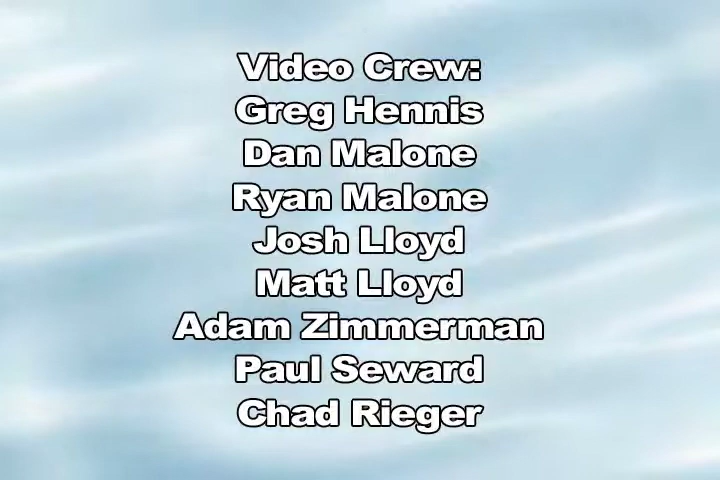 Video Crew:
Greg Hennis
Dan Malone
Ryan Malone
Josh Lloyd
Matt Lloyd
Adam Zimmerman
Paul Seward
Chad Rieger